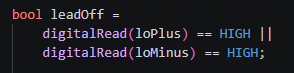 bool leadOff =
digitalRead(loPlus) == HIGH ||
digitalRead(loMinus) == HIGH;